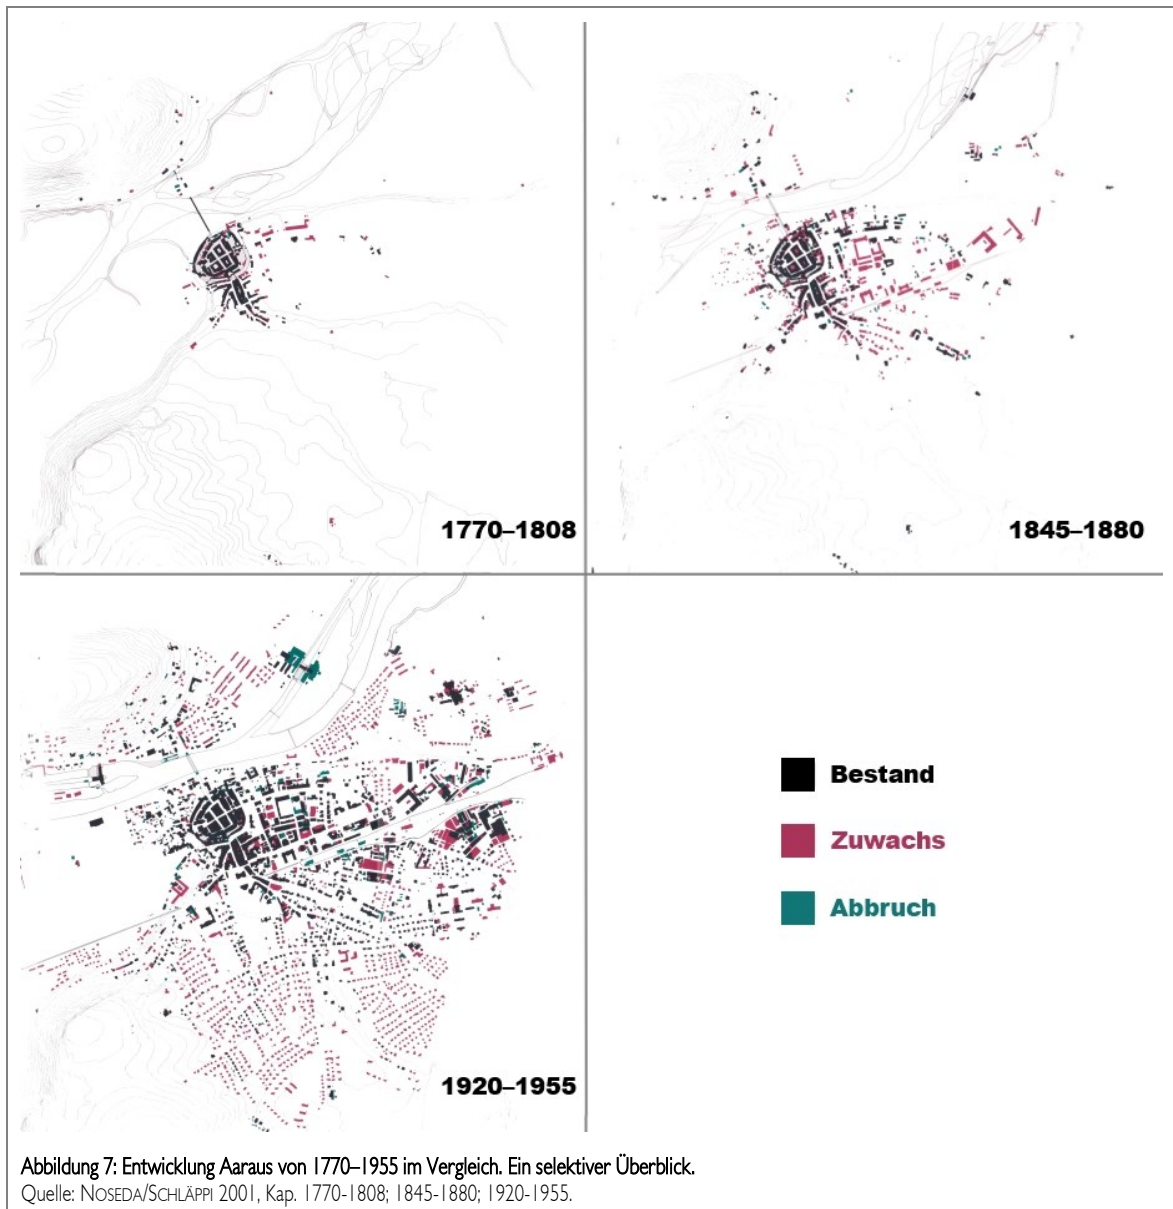 1770–1808
1845–1880
1920–1955
Bestand
Zuwachs
Abbruch
Abbildung 7: Entwicklung Aaraus von 1770–1955 im Vergleich. Ein selektiver Überblick.
Quelle: NOSEDA/SCHLÄPPI 2001, Kap. 1770-1808; 1845-1880; 1920-1955.